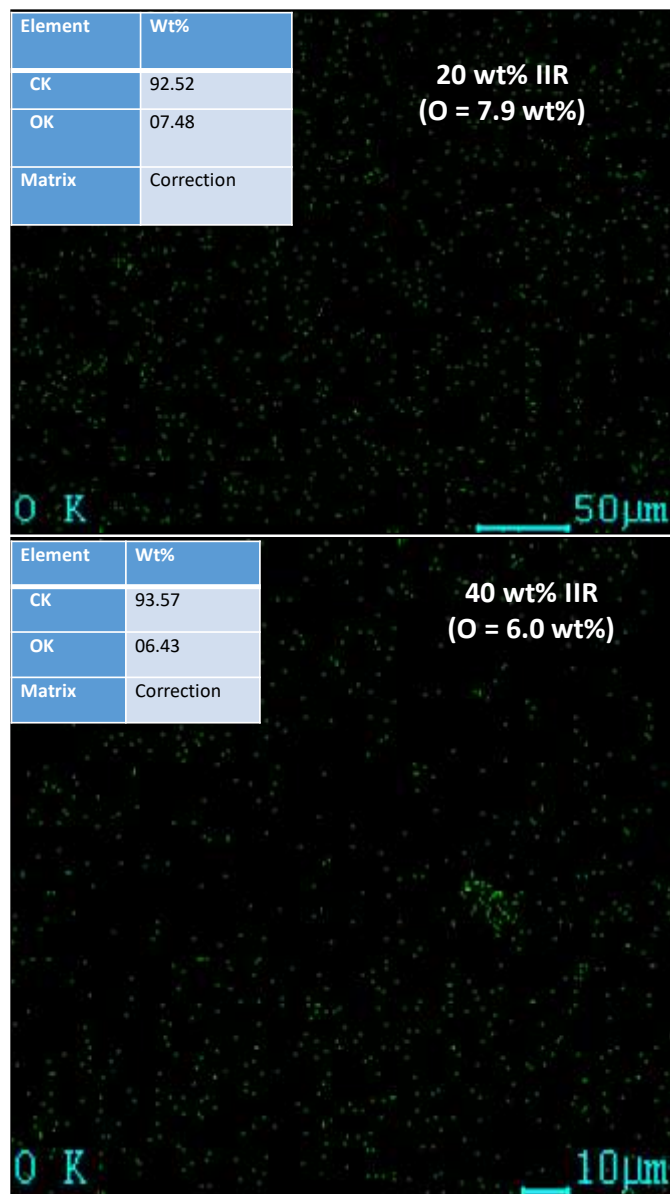 Element Wt%
CK 92.52
OK 07.48
Matrix Correction
20 wt% IIR
(O = 7.9 wt%)
O K
50μm
Element Wt%
CK 93.57
OK 06.43
Matrix Correction
40 wt% IIR
(O = 6.0 wt%)
O K
10μm